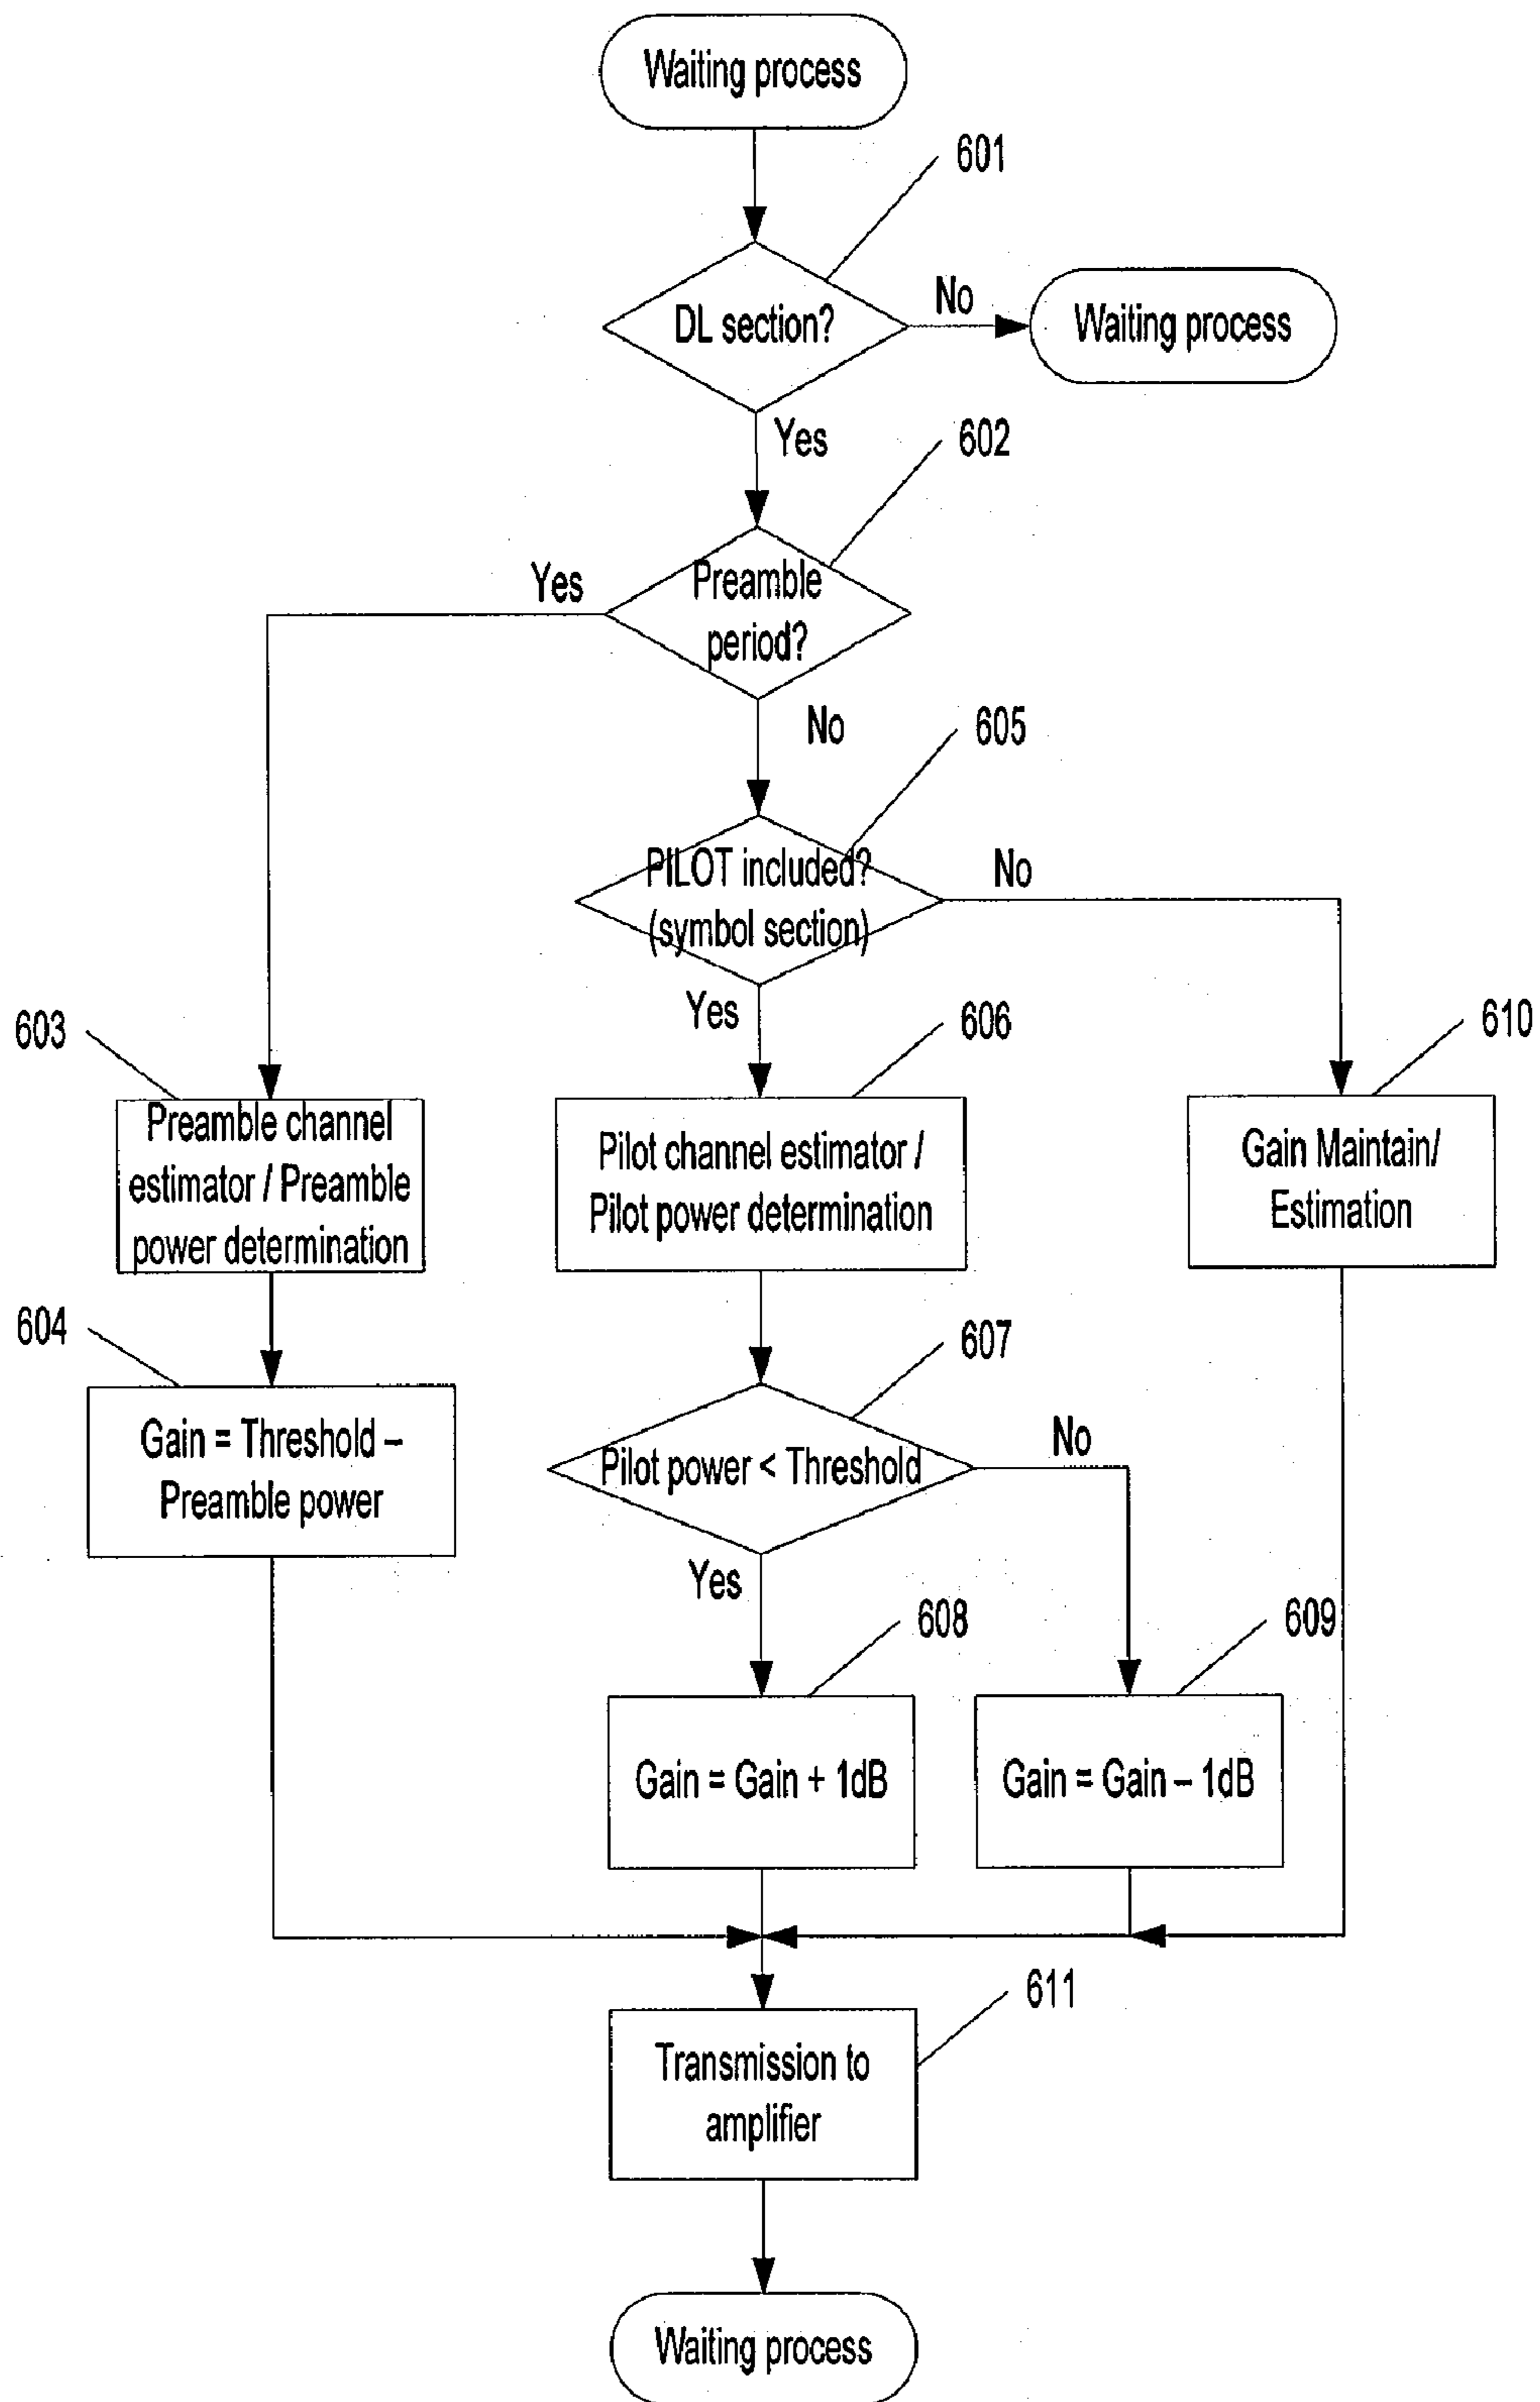 Waiting process
601
DL section?
No
Waiting process
Yes
602
Yes
Preamble
period?
No
605
PILOT included?
(symbol section)
No
Yes
603
606
610
Preamble channel
estimator / Preamble
power determination
Pilot channel estimator /
Pilot power determination
Gain Maintain/
Estimation
604
607
Gain = Threshold –
Preamble power
Pilot power < Threshold
No
Yes
608
609
Gain = Gain + 1dB
Gain = Gain – 1dB
611
Transmission to
amplifier
Waiting process